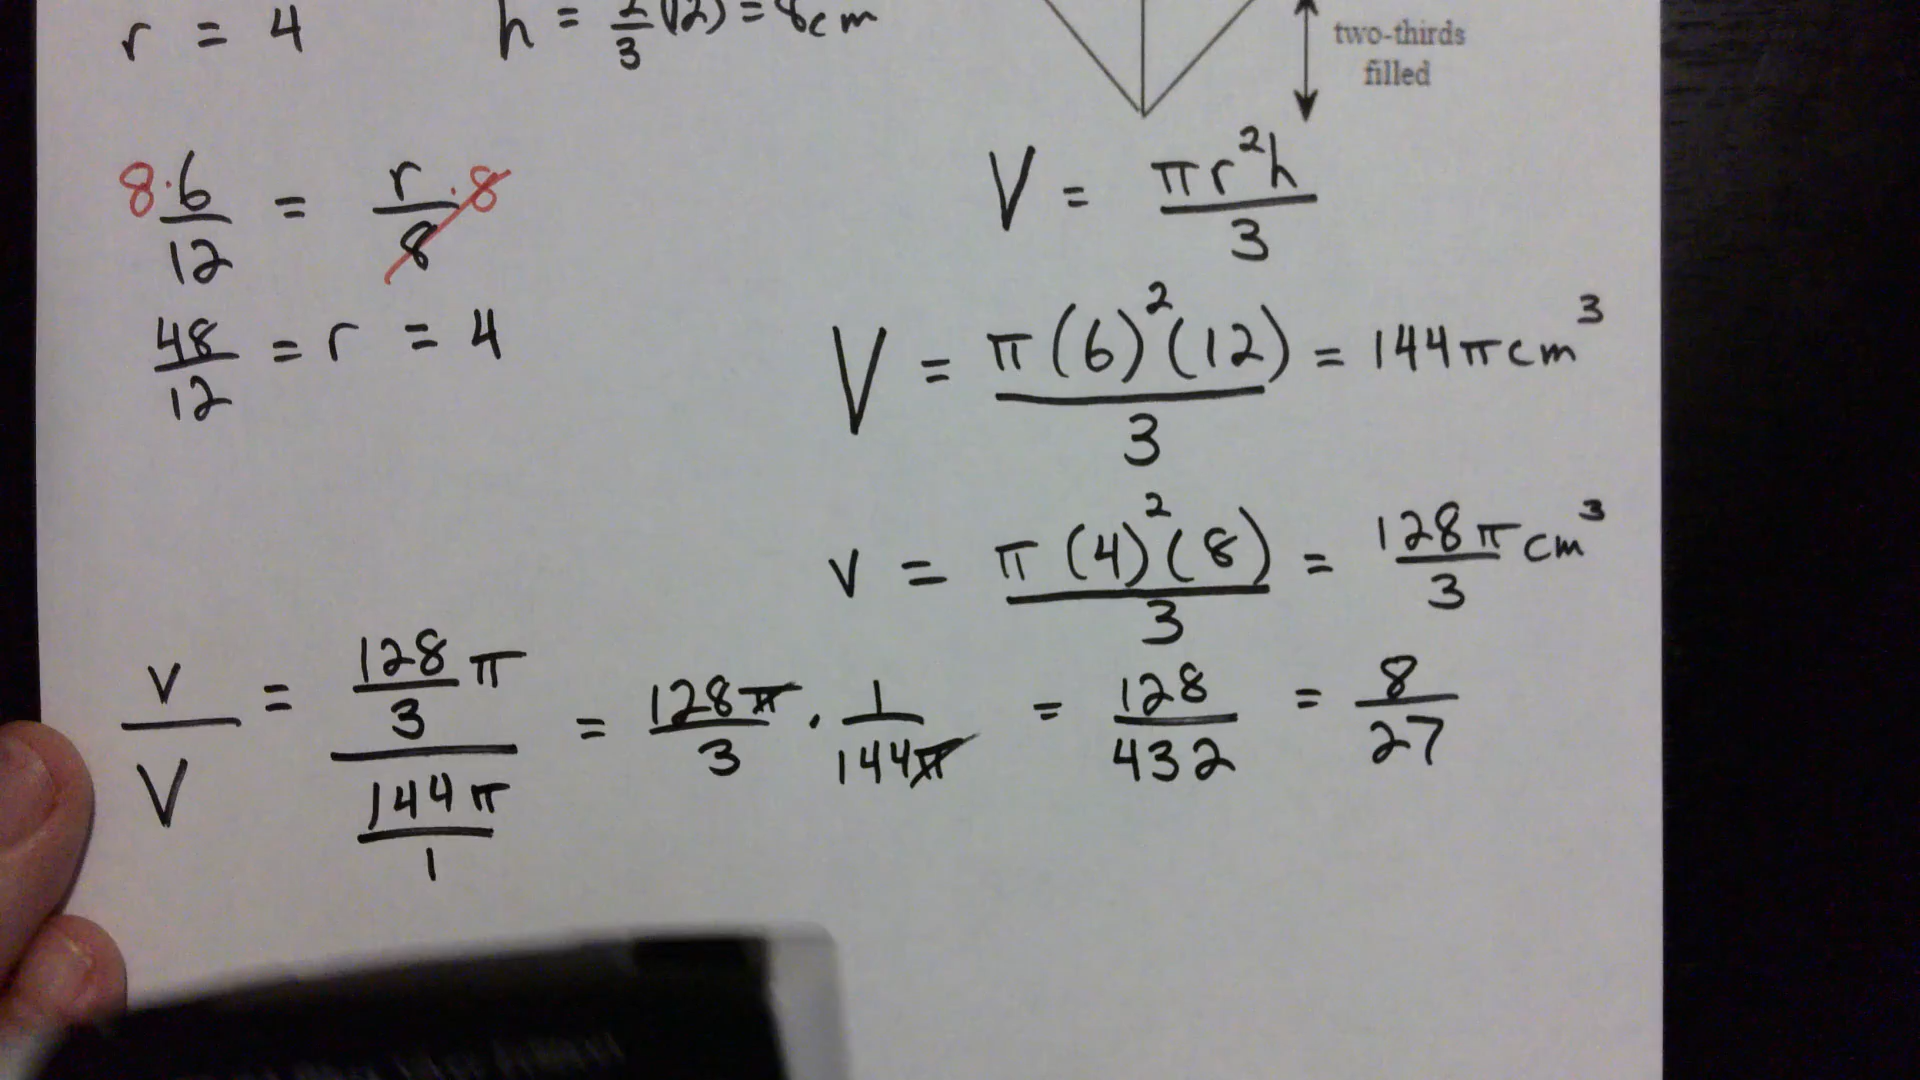 r = 4 h = 2/3 (12) = 8cm
two-thirds
filled
8 · 6/12 = r/8 · 8
48/12 = r = 4
V = πr²h/3
V = π(6)²(12)/3 = 144π cm³
v = π(4)²(8)/3 = 128π/3 cm³
v/V = (128/3 π)/(144π/1) = 128π/3 · 1/144π = 128/432 = 8/27